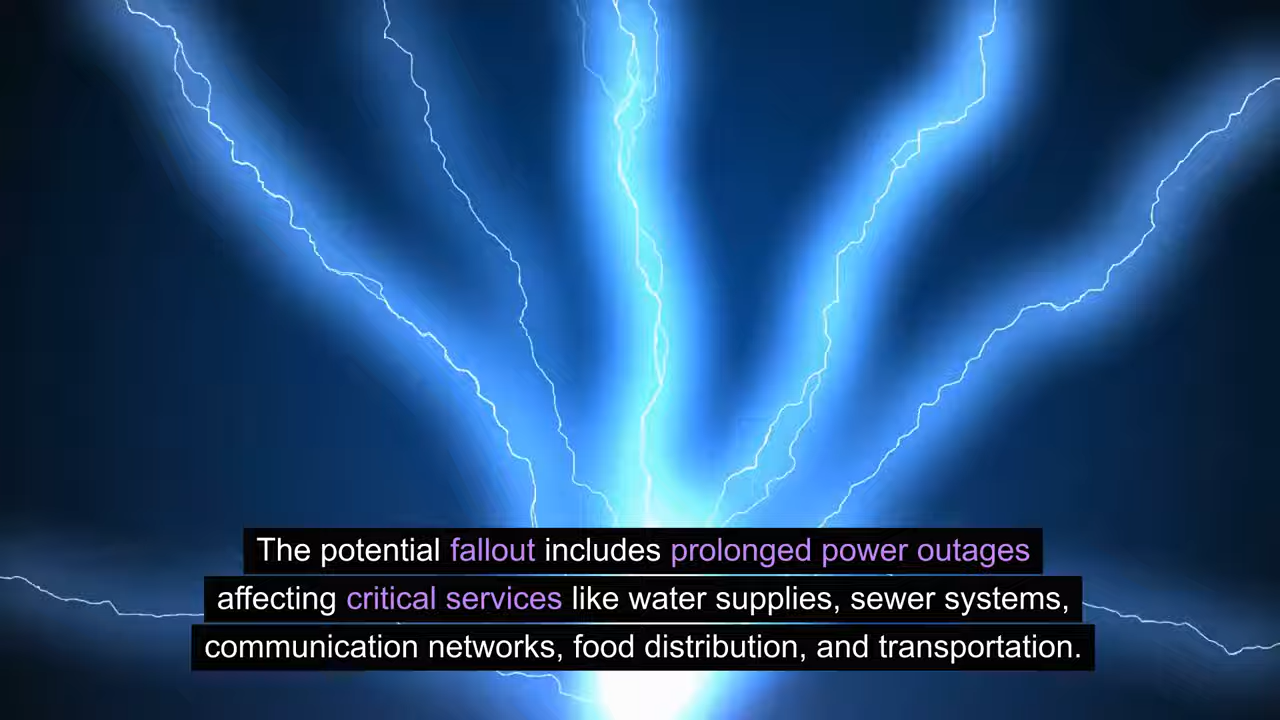 The potential fallout includes prolonged power outages
affecting critical services like water supplies, sewer systems,
communication networks, food distribution, and transportation.